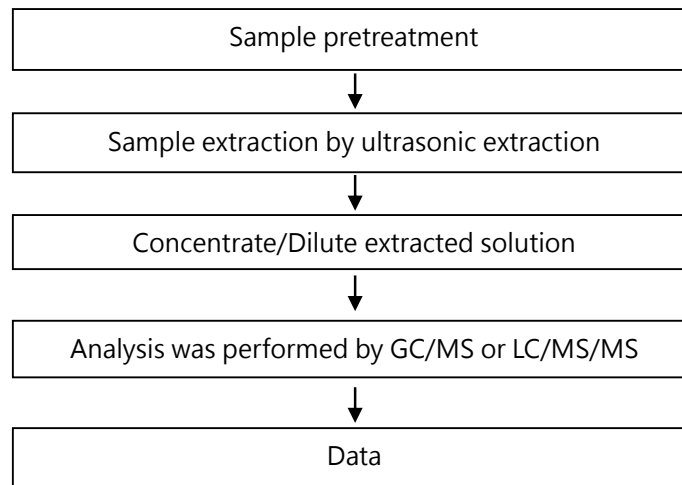 Sample pretreatment
Sample extraction by ultrasonic extraction
Concentrate/Dilute extracted solution
Analysis was performed by GC/MS or LC/MS/MS
Data